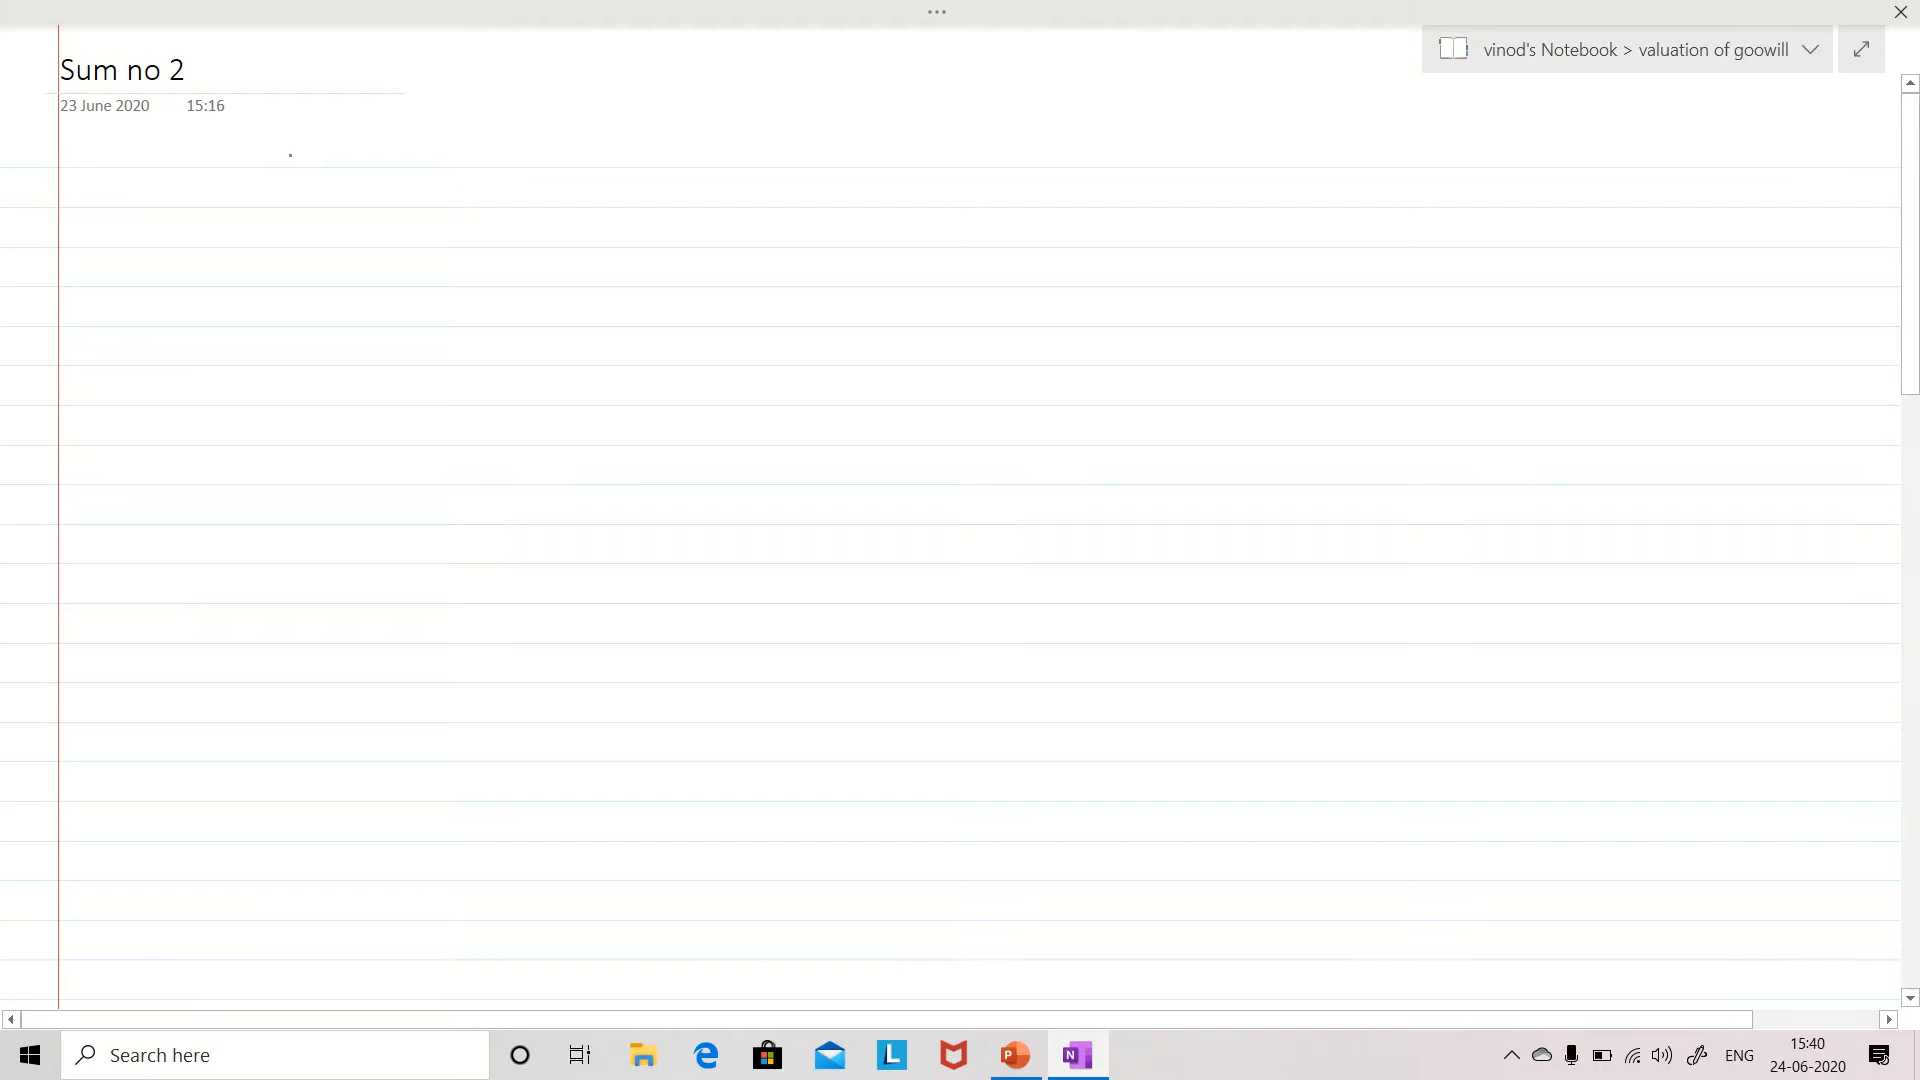 vinod's Notebook > valuation of goowill
Sum no 2
23 June 2020 15:16
Search here
ENG
15:40
24-06-2020